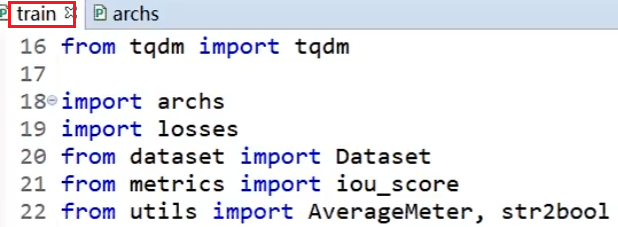 train archs
16 from tqdm import tqdm
17
18 import archs
19 import losses
20 from dataset import Dataset
21 from metrics import iou_score
22 from utils import AverageMeter, str2bool